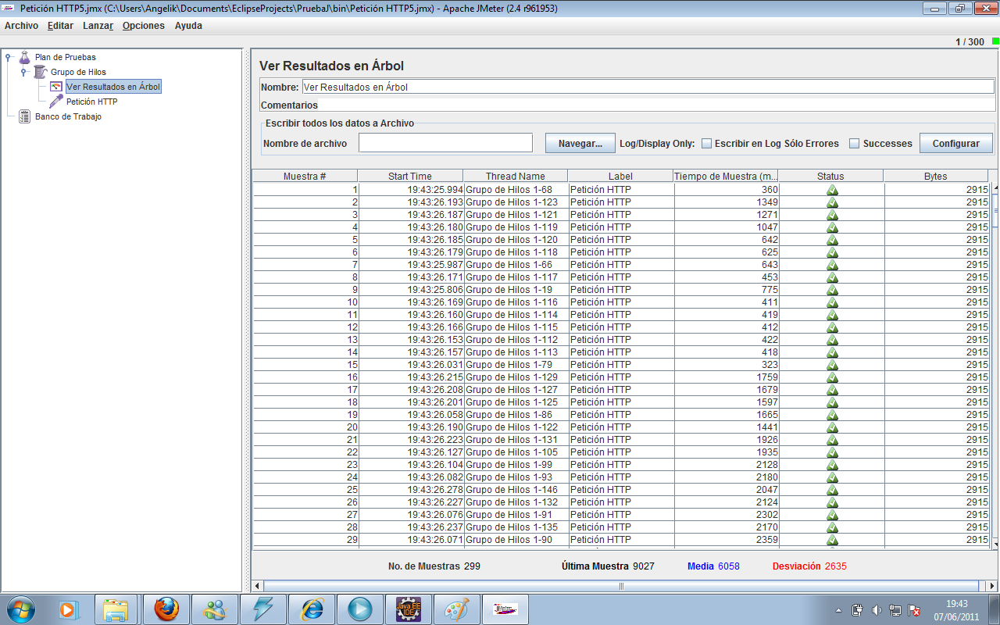 Petición HTTP5.jmx (C:\Users\Angelik\Documents\EclipseProjects\PruebaJ\bin\Petición HTTP5.jmx) - Apache JMeter (2.4 r961953)
Archivo Editar Lanzar Opciones Ayuda
1 / 300
Plan de Pruebas
Grupo de Hilos
Ver Resultados en Árbol
Petición HTTP
Banco de Trabajo
Ver Resultados en Árbol
Nombre: Ver Resultados en Árbol
Comentarios
Escribir todos los datos a Archivo
Nombre de archivo Navegar... Log/Display Only: Escribir en Log Sólo Errores Successes Configurar
Muestra # Start Time Thread Name Label Tiempo de Muestra (m... Status Bytes
1 19:43:25.994 Grupo de Hilos 1-68 Petición HTTP 360 2915
2 19:43:26.193 Grupo de Hilos 1-123 Petición HTTP 1349 2915
3 19:43:26.187 Grupo de Hilos 1-121 Petición HTTP 1271 2915
4 19:43:26.180 Grupo de Hilos 1-119 Petición HTTP 1047 2915
5 19:43:26.185 Grupo de Hilos 1-120 Petición HTTP 642 2915
6 19:43:26.179 Grupo de Hilos 1-118 Petición HTTP 625 2915
7 19:43:25.987 Grupo de Hilos 1-66 Petición HTTP 643 2915
8 19:43:26.171 Grupo de Hilos 1-117 Petición HTTP 453 2915
9 19:43:25.806 Grupo de Hilos 1-19 Petición HTTP 775 2915
10 19:43:26.169 Grupo de Hilos 1-116 Petición HTTP 411 2915
11 19:43:26.160 Grupo de Hilos 1-114 Petición HTTP 419 2915
12 19:43:26.166 Grupo de Hilos 1-115 Petición HTTP 412 2915
13 19:43:26.153 Grupo de Hilos 1-112 Petición HTTP 422 2915
14 19:43:26.157 Grupo de Hilos 1-113 Petición HTTP 418 2915
15 19:43:26.031 Grupo de Hilos 1-79 Petición HTTP 323 2915
16 19:43:26.215 Grupo de Hilos 1-129 Petición HTTP 1759 2915
17 19:43:26.208 Grupo de Hilos 1-127 Petición HTTP 1679 2915
18 19:43:26.201 Grupo de Hilos 1-125 Petición HTTP 1597 2915
19 19:43:26.058 Grupo de Hilos 1-86 Petición HTTP 1665 2915
20 19:43:26.190 Grupo de Hilos 1-122 Petición HTTP 1441 2915
21 19:43:26.223 Grupo de Hilos 1-131 Petición HTTP 1926 2915
22 19:43:26.127 Grupo de Hilos 1-105 Petición HTTP 1935 2915
23 19:43:26.104 Grupo de Hilos 1-99 Petición HTTP 2128 2915
24 19:43:26.082 Grupo de Hilos 1-93 Petición HTTP 2180 2915
25 19:43:26.278 Grupo de Hilos 1-146 Petición HTTP 2047 2915
26 19:43:26.227 Grupo de Hilos 1-132 Petición HTTP 2124 2915
27 19:43:26.076 Grupo de Hilos 1-91 Petición HTTP 2302 2915
28 19:43:26.237 Grupo de Hilos 1-135 Petición HTTP 2170 2915
29 19:43:26.071 Grupo de Hilos 1-90 Petición HTTP 2359 2915
No. de Muestras 299 Última Muestra 9027 Media 6058 Desviación 2635
Java EE
IDE
JMeter
19:43
07/06/2011